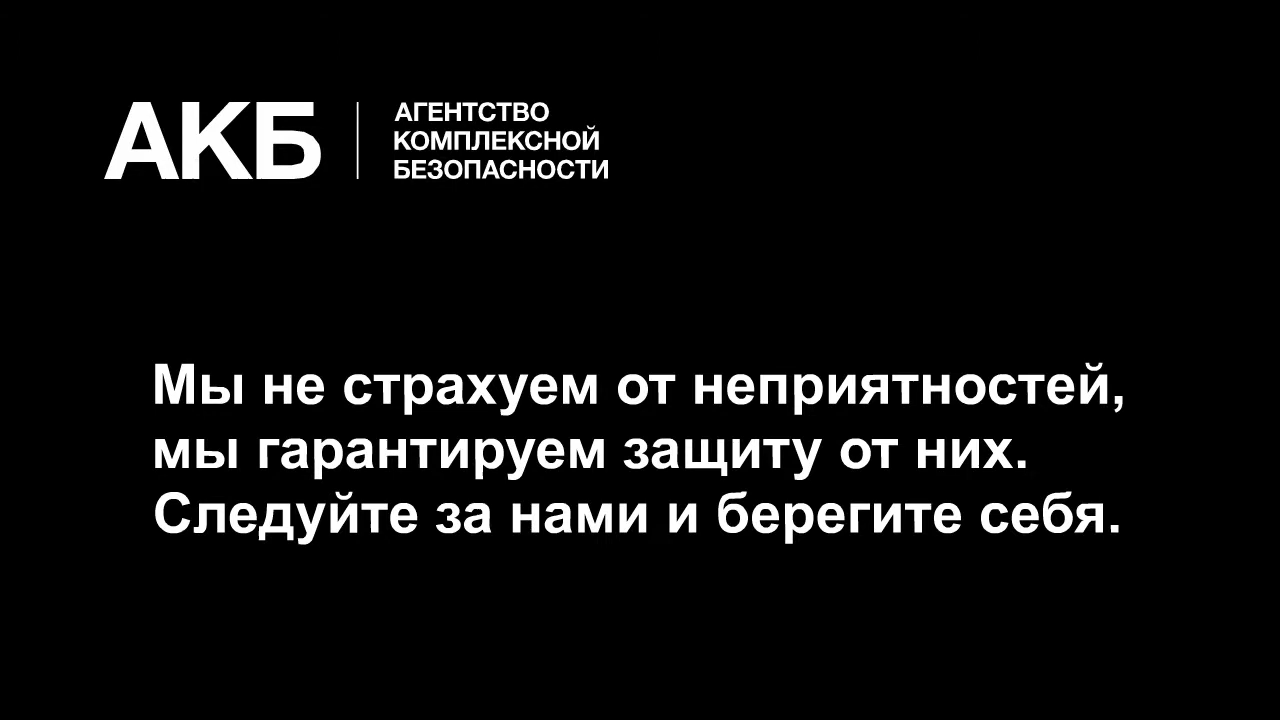 АКБ
АГЕНТСТВО
КОМПЛЕКСНОЙ
БЕЗОПАСНОСТИ
Мы не страхуем от неприятностей,
мы гарантируем защиту от них.
Следуйте за нами и берегите себя.